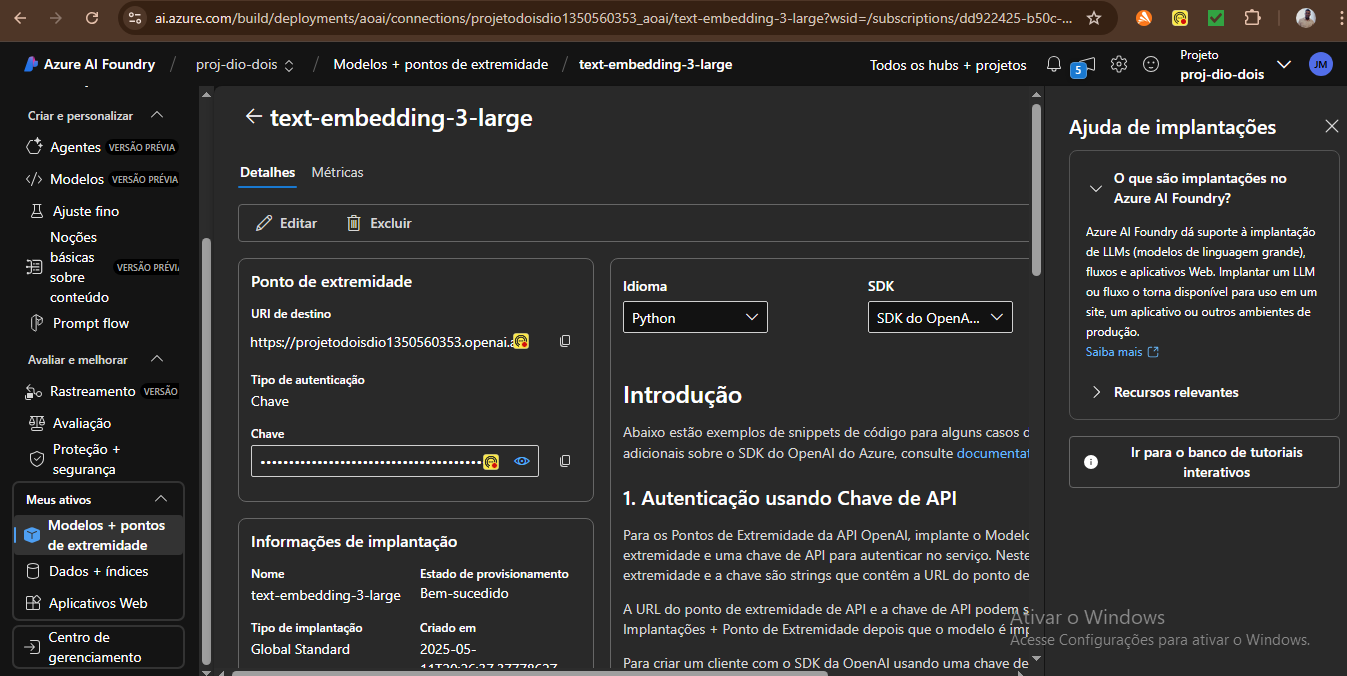 ai.azure.com/build/deployments/aoai/connections/projetodoisdio1350560353_aoai/text-embedding-3-large?wsid=/subscriptions/dd922425-b50c-...
Azure AI Foundry / proj-dio-dois / Modelos + pontos de extremidade / text-embedding-3-large
Todos os hubs + projetos
5
Projeto
proj-dio-dois
JM
Criar e personalizar
Agentes VERSÃO PRÉVIA
Modelos VERSÃO PRÉVIA
Ajuste fino
Noções
básicas
sobre
conteúdo
VERSÃO PRÉVI
Prompt flow
Avaliar e melhorar
Rastreamento VERSÃO
Avaliação
Proteção +
segurança
Meus ativos
Modelos + pontos
de extremidade
Dados + índices
Aplicativos Web
Centro de
gerenciamento
text-embedding-3-large
Detalhes Métricas
Editar Excluir
Ponto de extremidade
URI de destino
https://projetodoisdio1350560353.openai.a
Tipo de autenticação
Chave
Chave
Informações de implantação
Nome
text-embedding-3-large
Estado de provisionamento
Bem-sucedido
Tipo de implantação
Global Standard
Criado em
2025-05-
Idioma
Python
SDK
SDK do OpenA...
Introdução
Abaixo estão exemplos de snippets de código para alguns casos d
adicionais sobre o SDK do OpenAI do Azure, consulte documentat
1. Autenticação usando Chave de API
Para os Pontos de Extremidade da API OpenAI, implante o Modelo
extremidade e uma chave de API para autenticar no serviço. Neste
extremidade e a chave são strings que contêm a URL do ponto de
A URL do ponto de extremidade de API e a chave de API podem s
Implantações + Ponto de Extremidade depois que o modelo é imp
Para criar um cliente com o SDK da OpenAI usando uma chave de
Ajuda de implantações
O que são implantações no
Azure AI Foundry?
Azure AI Foundry dá suporte à implantação
de LLMs (modelos de linguagem grande),
fluxos e aplicativos Web. Implantar um LLM
ou fluxo o torna disponível para uso em um
site, um aplicativo ou outros ambientes de
produção.
Saiba mais
Recursos relevantes
Ir para o banco de tutoriais
interativos
Ativar o Windows
Acesse Configurações para ativar o Windows.